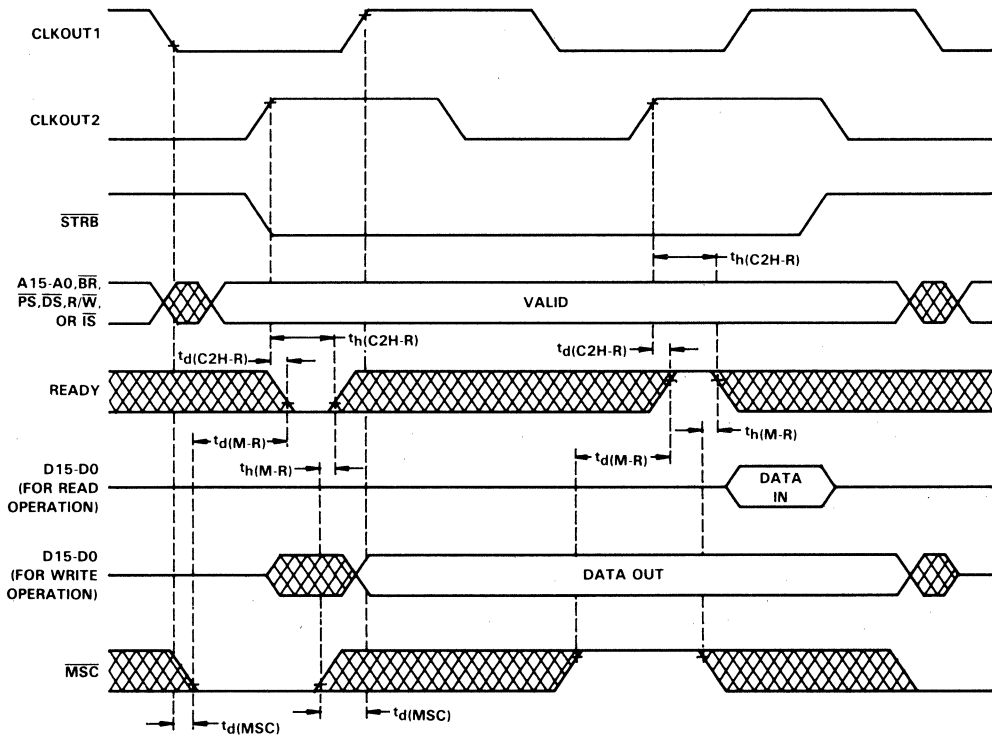 CLKOUT1
CLKOUT2
STRB
th(C2H-R)
A15-A0,BR,
PS,DS,R/W,
OR IS
VALID
td(C2H-R)
th(C2H-R)
td(C2H-R)
READY
td(M-R)
th(M-R)
td(M-R)
th(M-R)
D15-D0
(FOR READ
OPERATION)
DATA
IN
D15-D0
(FOR WRITE
OPERATION)
DATA OUT
MSC
td(MSC)
td(MSC)